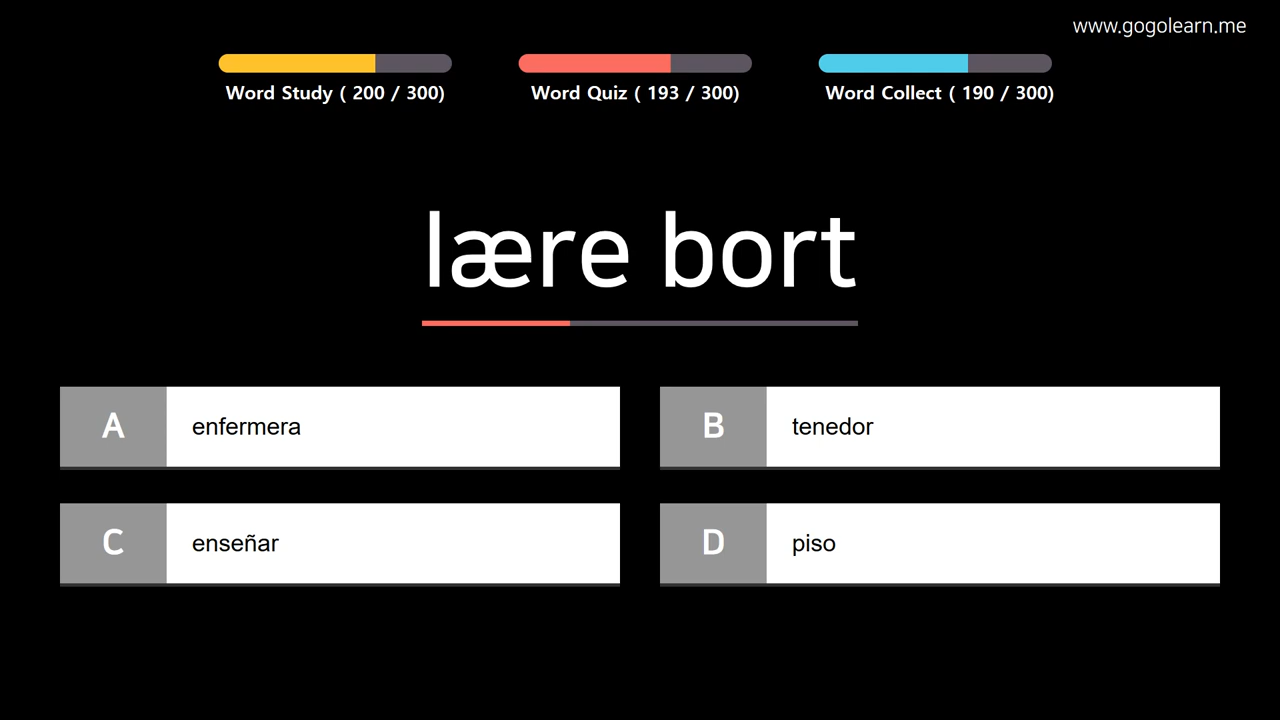 www.gogolearn.me
Word Study ( 200 / 300)
Word Quiz ( 193 / 300)
Word Collect ( 190 / 300)
lære bort
A enfermera
B tenedor
C enseñar
D piso